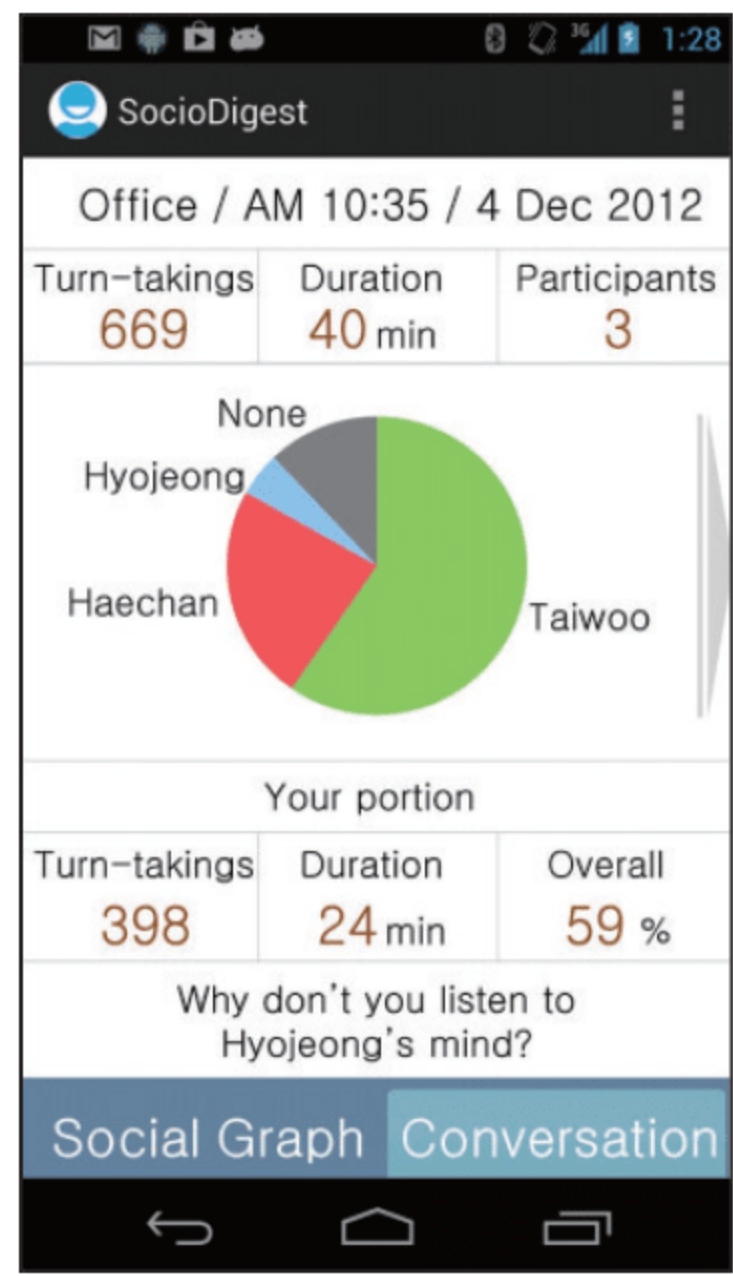 3G 1:28
SocioDigest
Office / AM 10:35 / 4 Dec 2012
Turn-takings Duration Participants
669 40 min 3
None
Hyojeong
Haechan
Taiwoo
Your portion
Turn-takings Duration Overall
398 24 min 59 %
Why don't you listen to
Hyojeong's mind?
Social Graph Conversation